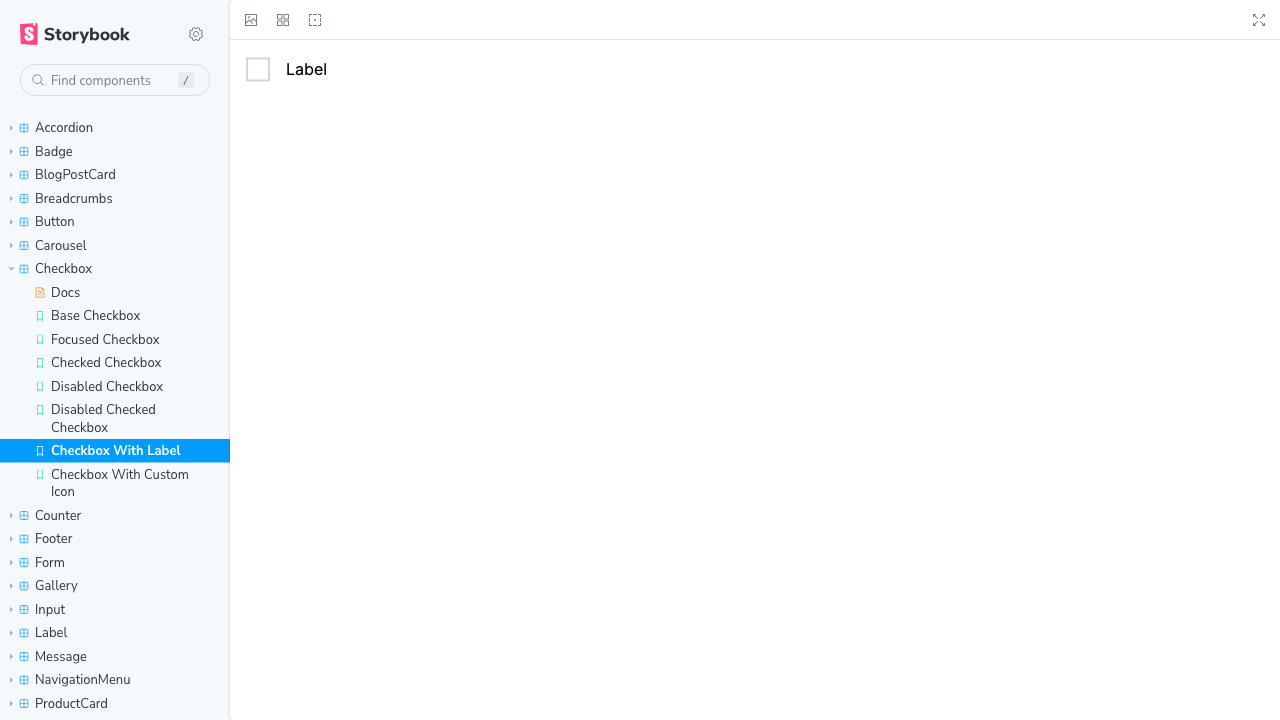 Storybook
Find components
/
Accordion
Badge
BlogPostCard
Breadcrumbs
Button
Carousel
Checkbox
Docs
Base Checkbox
Focused Checkbox
Checked Checkbox
Disabled Checkbox
Disabled Checked
Checkbox
Checkbox With Label
Checkbox With Custom
Icon
Counter
Footer
Form
Gallery
Input
Label
Message
NavigationMenu
ProductCard
Label